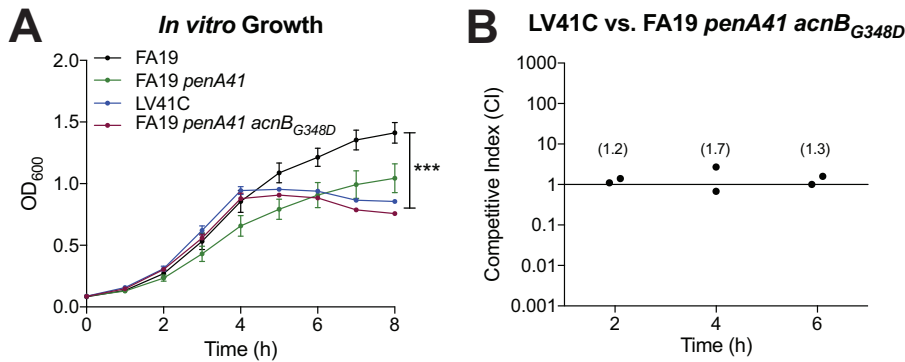 A
In vitro Growth
FA19
FA19 penA41
LV41C
FA19 penA41 acnB_G348D
2.0
1.5
1.0
0.5
0.0
OD600
***
0 2 4 6 8
Time (h)
B
LV41C vs. FA19 penA41 acnB_G348D
1000
100
10
1
0.1
0.01
0.001
Competitive Index (CI)
(1.2) (1.7) (1.3)
2 4 6
Time (h)